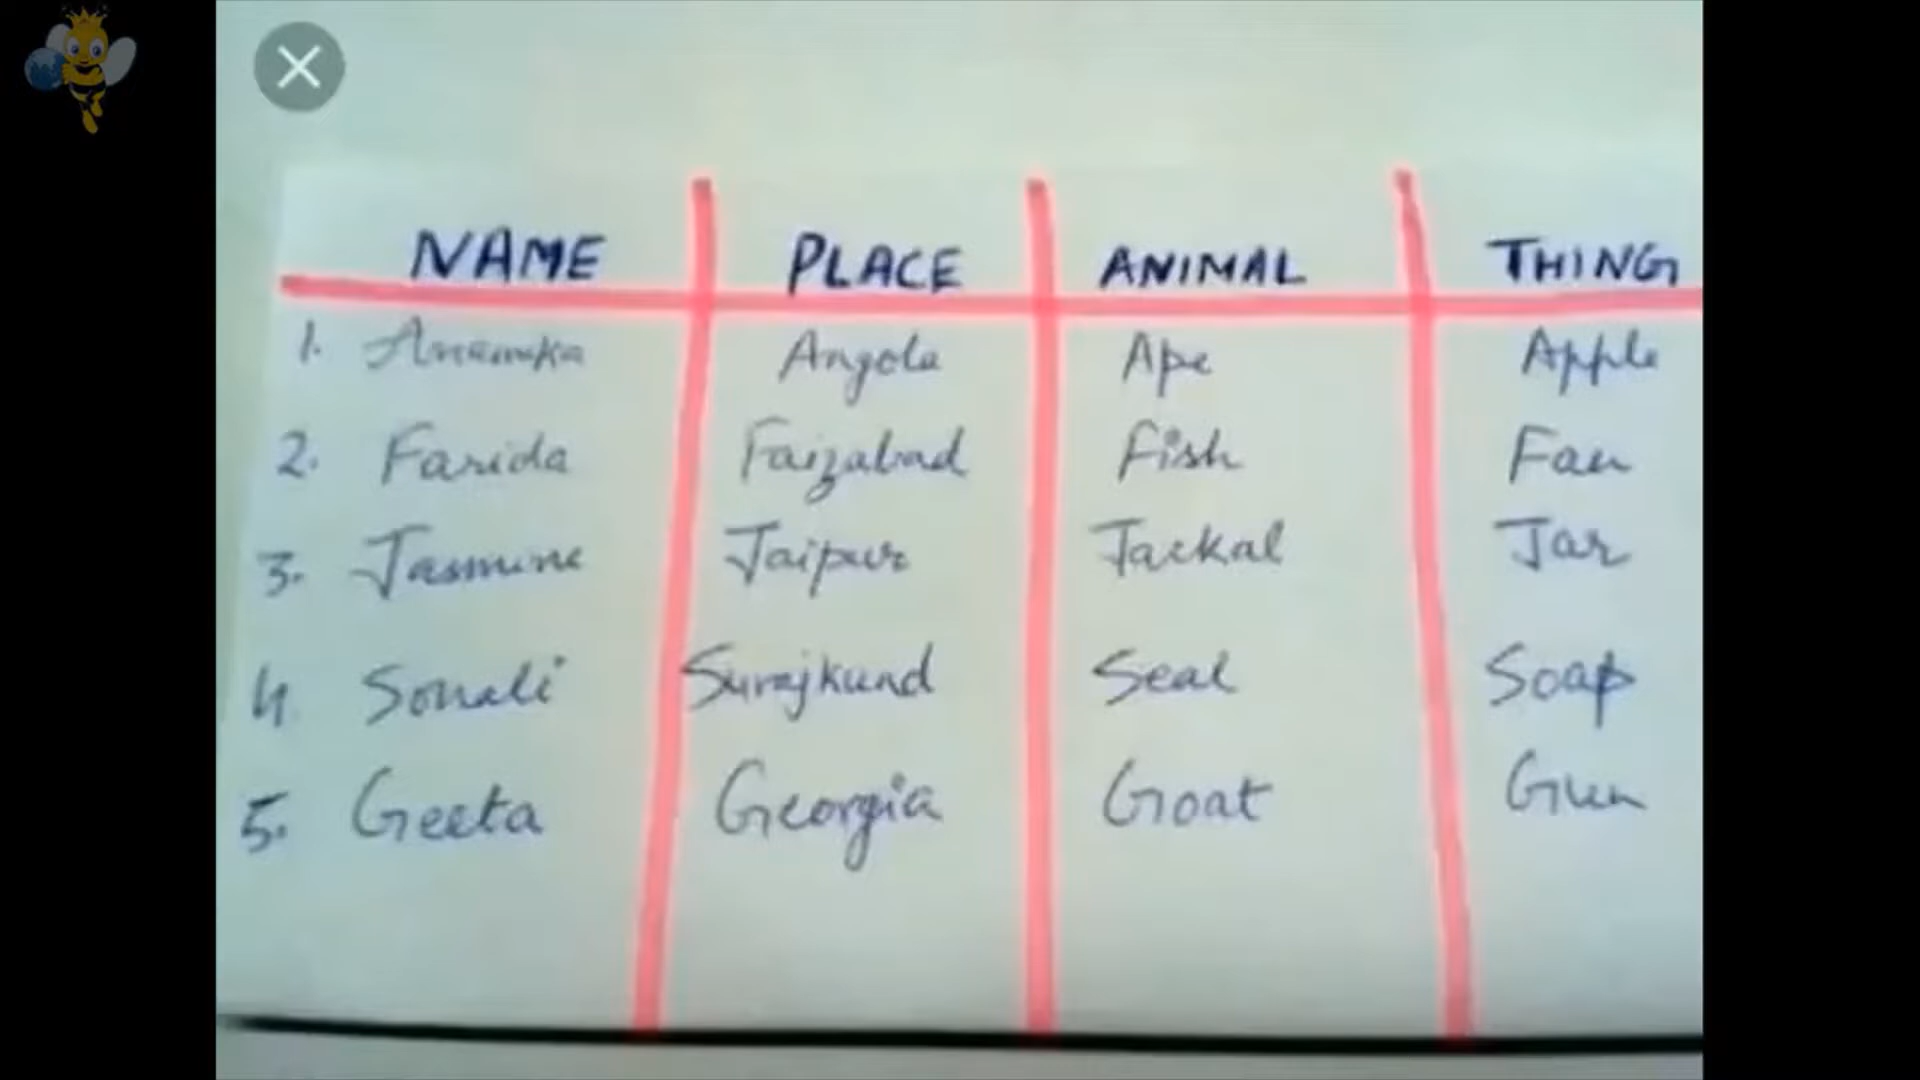 NAME PLACE ANIMAL THING
1. Anamika Angola Ape Apple
2. Farida Faizabad Fish Fan
3. Jasmine Jaipur Jackal Jar
4. Sonali Surajkund Seal Soap
5. Geeta Georgia Goat Gun